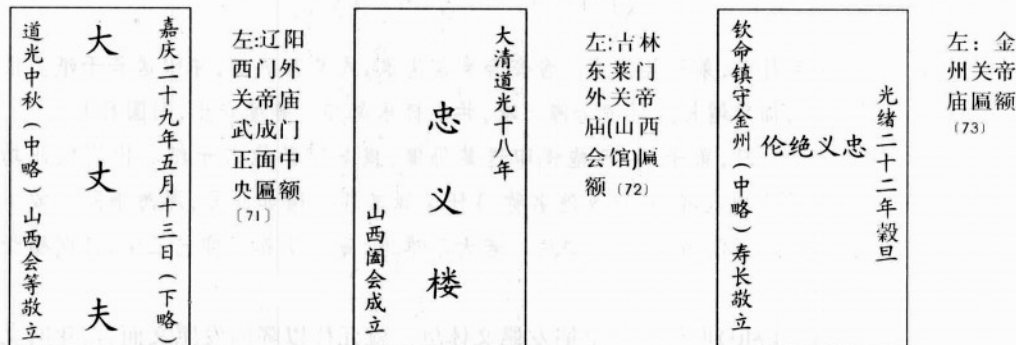 嘉庆二十九年五月十三日（下略）
大丈夫
道光中秋（中略）山西会等敬立
左:辽阳
西门外
关帝庙
武成门
正面中
央匾额
〔71〕
大清道光十八年
忠义楼
山西阖会成立
左:吉林
东莱门
外关帝
庙(山西
会馆)匾
额〔72〕
光绪二十二年穀旦
伦绝义忠
钦命镇守金州（中略）寿长敬立
左：金
州关帝
庙匾额
〔73〕